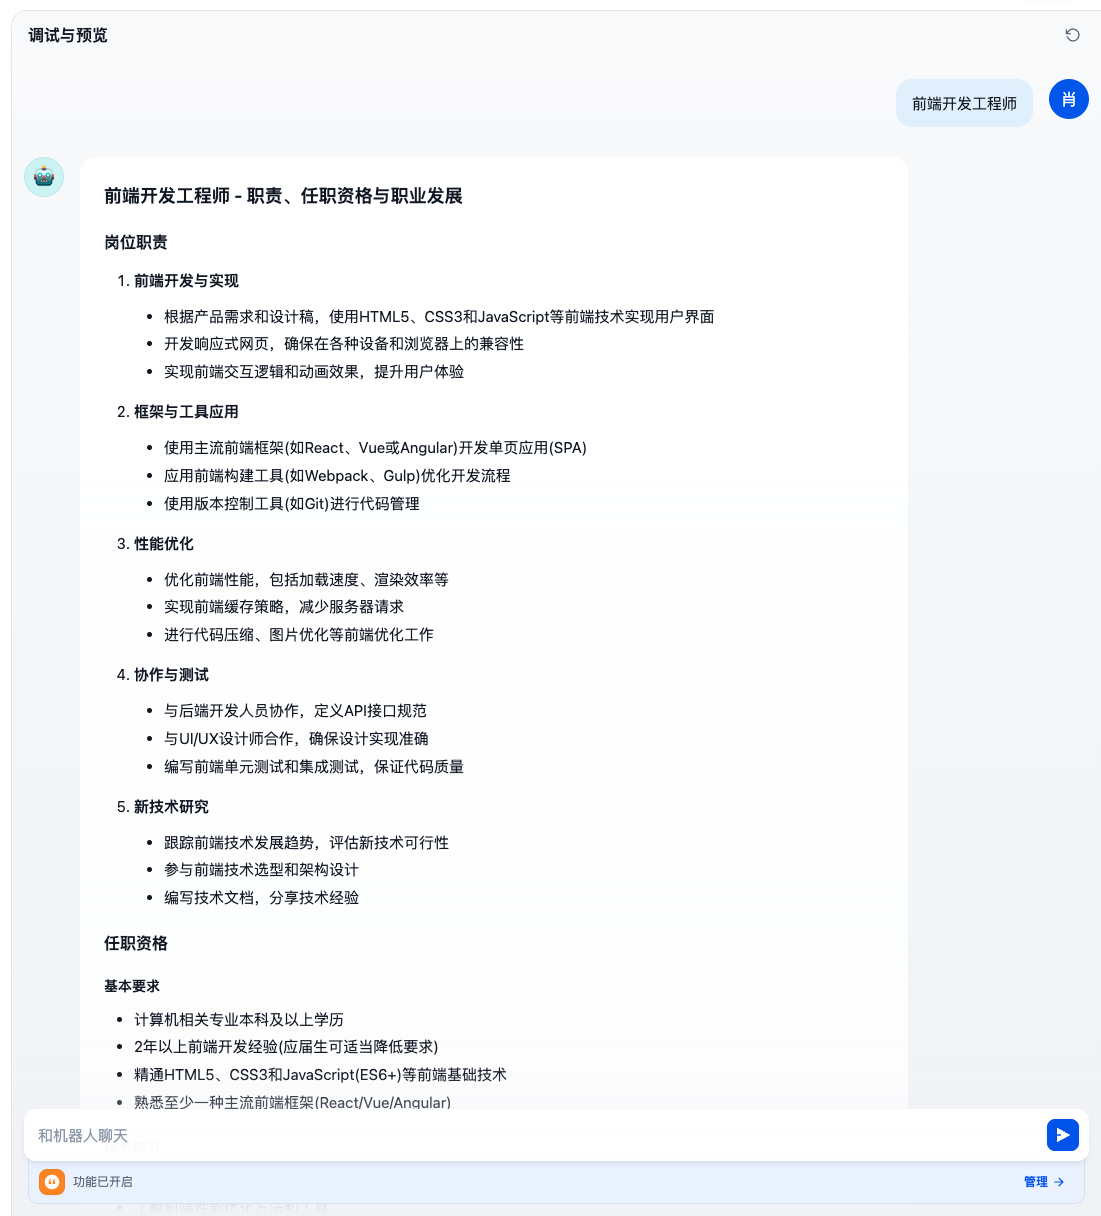 调试与预览
前端开发工程师
肖
前端开发工程师 - 职责、任职资格与职业发展
岗位职责
1. 前端开发与实现
• 根据产品需求和设计稿，使用HTML5、CSS3和JavaScript等前端技术实现用户界面
• 开发响应式网页，确保在各种设备和浏览器上的兼容性
• 实现前端交互逻辑和动画效果，提升用户体验
2. 框架与工具应用
• 使用主流前端框架(如React、Vue或Angular)开发单页应用(SPA)
• 应用前端构建工具(如Webpack、Gulp)优化开发流程
• 使用版本控制工具(如Git)进行代码管理
3. 性能优化
• 优化前端性能，包括加载速度、渲染效率等
• 实现前端缓存策略，减少服务器请求
• 进行代码压缩、图片优化等前端优化工作
4. 协作与测试
• 与后端开发人员协作，定义API接口规范
• 与UI/UX设计师合作，确保设计实现准确
• 编写前端单元测试和集成测试，保证代码质量
5. 新技术研究
• 跟踪前端技术发展趋势，评估新技术可行性
• 参与前端技术选型和架构设计
• 编写技术文档，分享技术经验
任职资格
基本要求
• 计算机相关专业本科及以上学历
• 2年以上前端开发经验(应届生可适当降低要求)
• 精通HTML5、CSS3和JavaScript(ES6+)等前端基础技术
• 熟悉至少一种主流前端框架(React/Vue/Angular)
和机器人聊天
功能已开启
管理 →